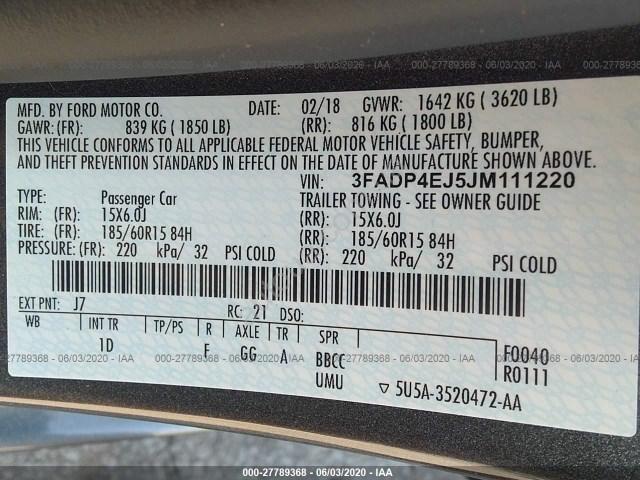 000-27789368 - 06/03/2020 - IAA
MFD. BY FORD MOTOR CO. DATE: 02/18 GVWR: 1642 KG ( 3620 LB)
GAWR: (FR): 839 KG ( 1850 LB) (RR): 816 KG ( 1800 LB)
THIS VEHICLE CONFORMS TO ALL APPLICABLE FEDERAL MOTOR VEHICLE SAFETY, BUMPER,
AND THEFT PREVENTION STANDARDS IN EFFECT ON THE DATE OF MANUFACTURE SHOWN ABOVE.
VIN: 3FADP4EJ5JM111220
TYPE: Passenger Car TRAILER TOWING - SEE OWNER GUIDE
RIM: (FR): 15X6.0J (RR): 15X6.0J
TIRE: (FR): 185/60R15 84H (RR): 185/60R15 84H
PRESSURE: (FR): 220 kPa/ 32 PSI COLD (RR): 220 kPa/ 32 PSI COLD
EXT PNT: J7 RC: 21 DSO:
WB INT TR TP/PS R AXLE TR SPR
1D F GG A BBCC F0040
UMU R0111
▽ 5U5A-3520472-AA
000-27789368 - 06/03/2020 - IAA
000-27789368 - 06/03/2020 - IAA